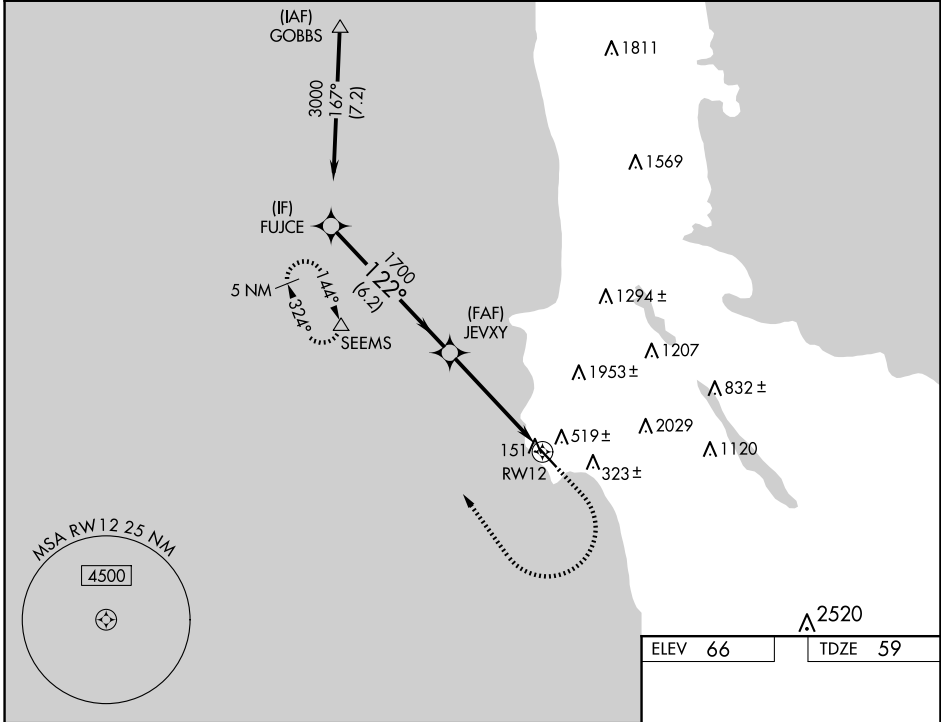 (IAF)
GOBBS
3000
167°
(7.2)
1811
1569
(IF)
FUJCE
1700
122°
(6.2)
5 NM
144°
324°
SEEMS
(FAF)
JEVXY
1294 ±
1207
1953 ±
832 ±
519 ±
2029
151
1120
RW12
323 ±
MSA RW12 25 NM
4500
2520
ELEV 66
TDZE 59